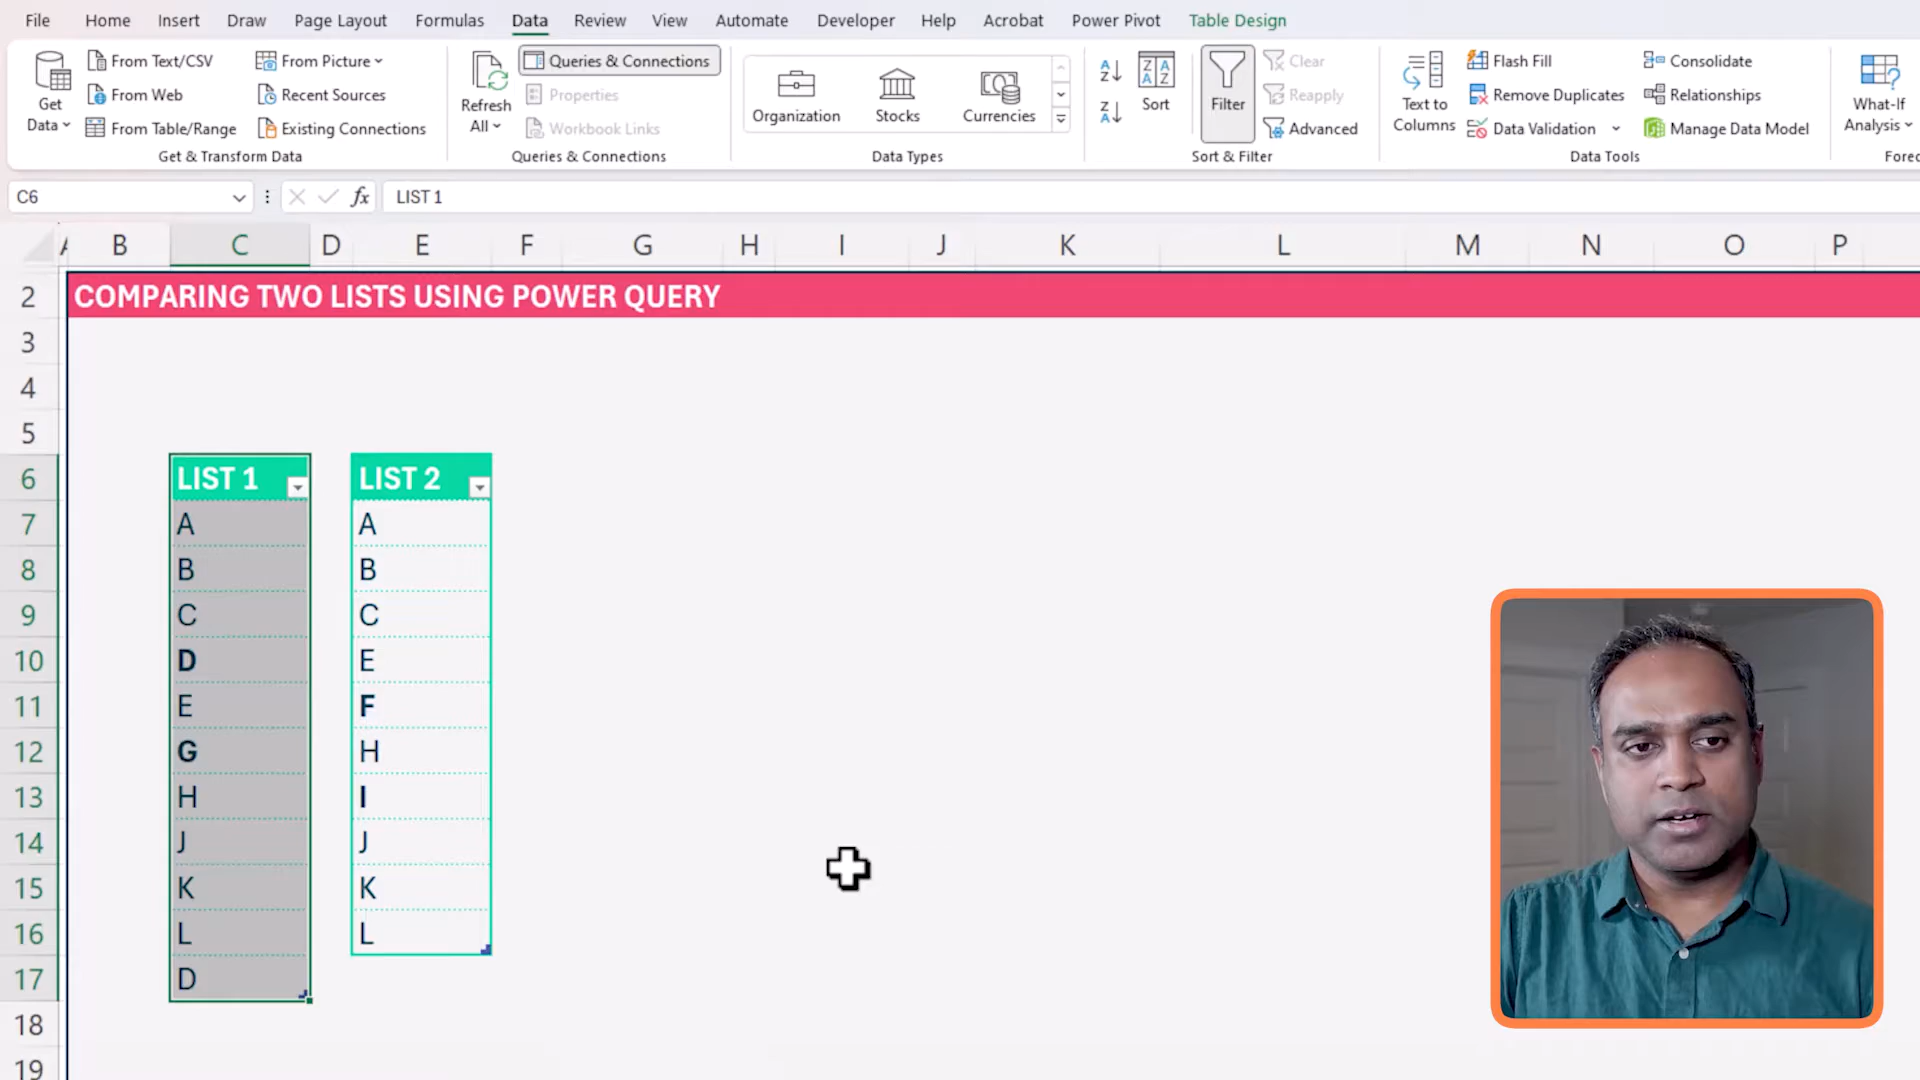 File Home Insert Draw Page Layout Formulas Data Review View Automate Developer Help Acrobat Power Pivot Table Design
Get Data
From Text/CSV
From Web
From Table/Range
From Picture
Recent Sources
Existing Connections
Get & Transform Data
Refresh All
Queries & Connections
Properties
Workbook Links
Queries & Connections
Organization
Stocks
Currencies
Data Types
Sort
Filter
Clear
Reapply
Advanced
Sort & Filter
Text to Columns
Flash Fill
Remove Duplicates
Data Validation
Consolidate
Relationships
Manage Data Model
Data Tools
What-If Analysis
Forec
C6 fx LIST 1
A B C D E F G H I J K L M N O P
2 COMPARING TWO LISTS USING POWER QUERY
3
4
5
6 LIST 1 LIST 2
7 A A
8 B B
9 C C
10 D E
11 E F
12 G H
13 H I
14 J J
15 K K
16 L L
17 D
18
19